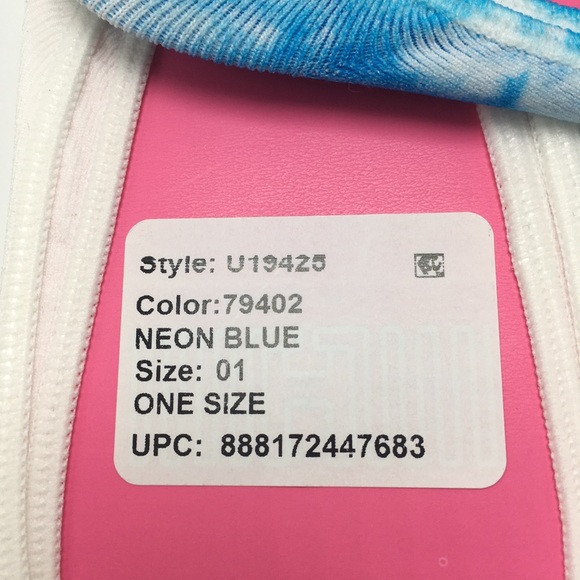 Style: U19425
Color:79402
NEON BLUE
Size: 01
ONE SIZE
UPC: 888172447683